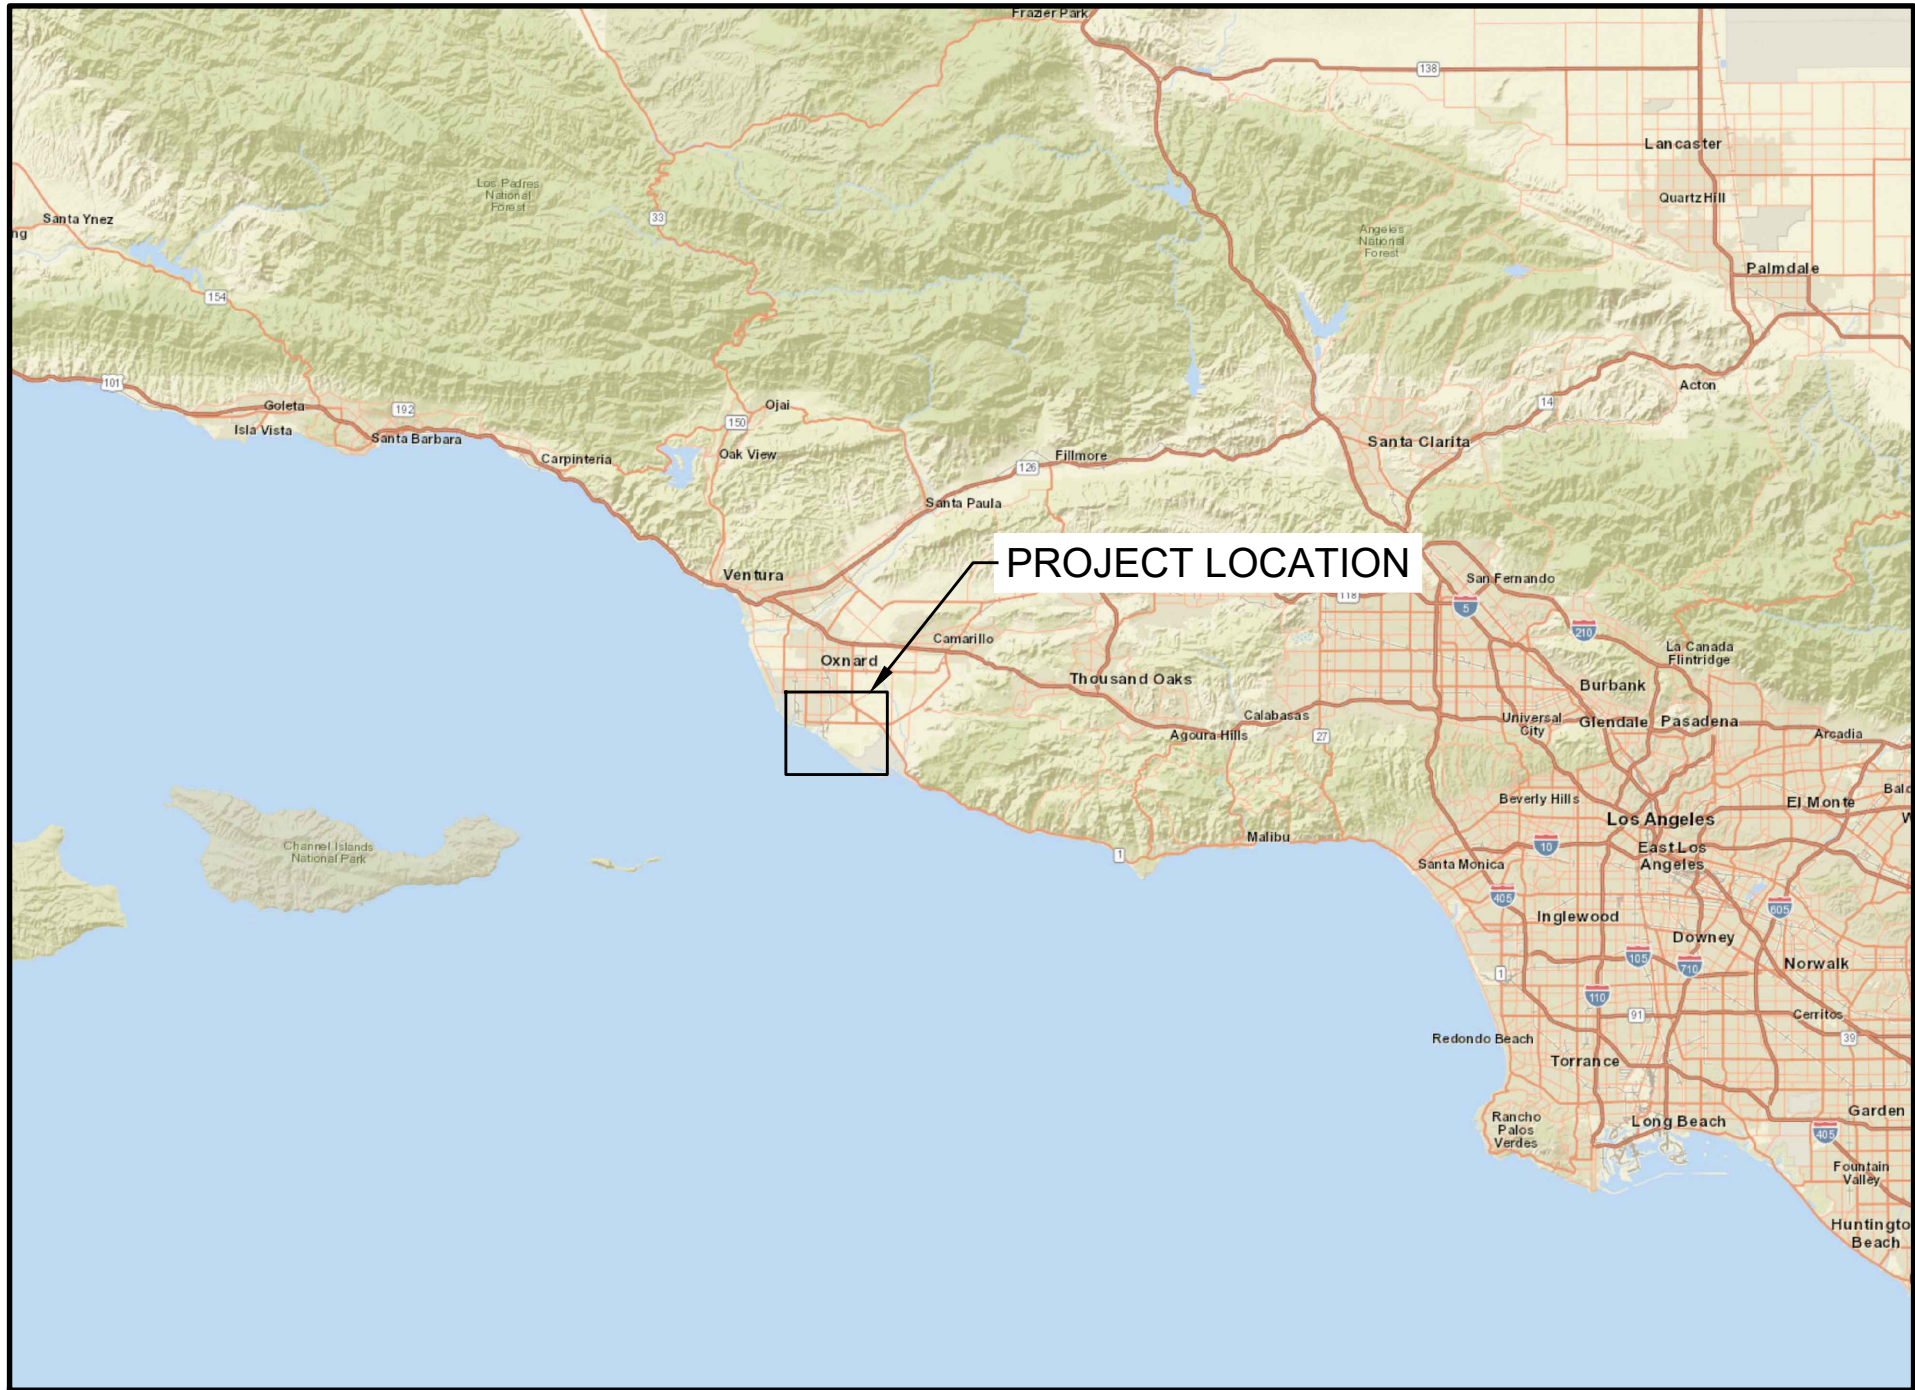 Frazier Park
138
Lancaster
Quartz Hill
Los Padres
National
Forest
Santa Ynez
33
ng
Angeles
National
Forest
Palmdale
154
101
Goleta
192
Isla Vista
Santa Barbara
Ojai
150
Acton
14
Carpinteria
Oak View
Fillmore
126
Santa Clarita
Santa Paula
PROJECT LOCATION
Ventura
San Fernando
118
5
210
Camarillo
Oxnard
La Canada
Flintridge
Thousand Oaks
Burbank
Calabasas
Agoura Hills
27
Universal
City
Glendale
Pasadena
Arcadia
Beverly Hills
El Monte
Bald
W
Los Angeles
Channel Islands
National Park
Malibu
1
10
East Los
Angeles
Santa Monica
405
605
Inglewood
Downey
105
710
Norwalk
1
110
91
Cerritos
39
Redondo Beach
Torrance
Rancho
Palos
Verdes
Long Beach
Garden
405
Fountain
Valley
Huntingto
Beach